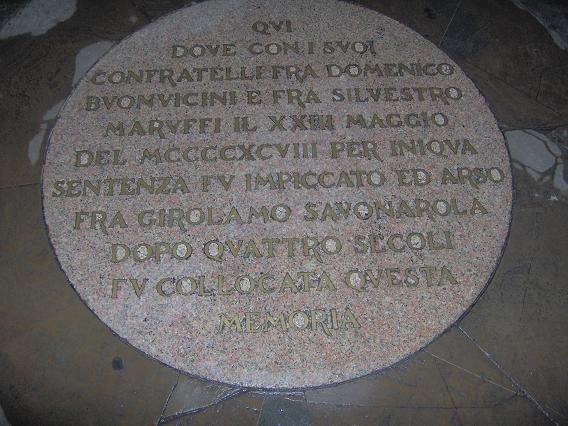 QVI
DOVE CON I SVOI
CONFRATELLI FRA DOMENICO
BVONVICINI E FRA SILVESTRO
MARVFFI IL XXIII MAGGIO
DEL MCCCCXCVIII PER INIQVA
SENTENZA FV IMPICCATO ED ARSO
FRA GIROLAMO SAVONAROLA
DOPO QVATTRO SECOLI
FV COLLOCATA QVESTA
MEMORIA